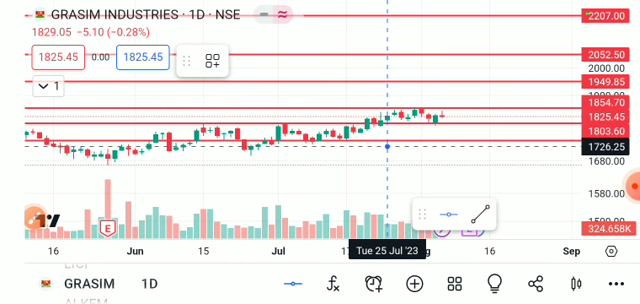 GRASIM INDUSTRIES · 1D · NSE
1829.05 −5.10 (−0.28%)
1825.45 0.00 1825.45
1
2207.00
2052.50
2000.00
1949.85
1854.70
1825.45
1803.60
1726.25
1680.00
1580.00
324.658K
E
16 Jun 15 Jul Tue 25 Jul '23 16 Sep
GRASIM 1D